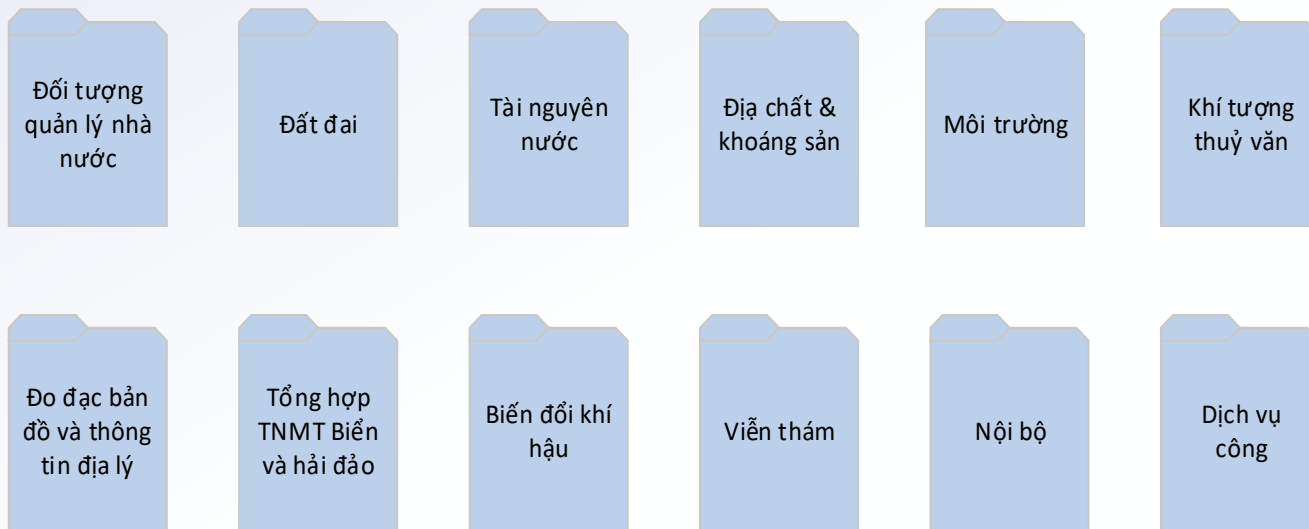 Đối tượng
quản lý nhà
nước
Đất đai
Tài nguyên
nước
Địa chất &
khoáng sản
Môi trường
Khí tượng
thuỷ văn
Đo đạc bản
đồ và thông
tin địa lý
Tổng hợp
TNMT Biển
và hải đảo
Biến đổi khí
hậu
Viễn thám
Nội bộ
Dịch vụ
công